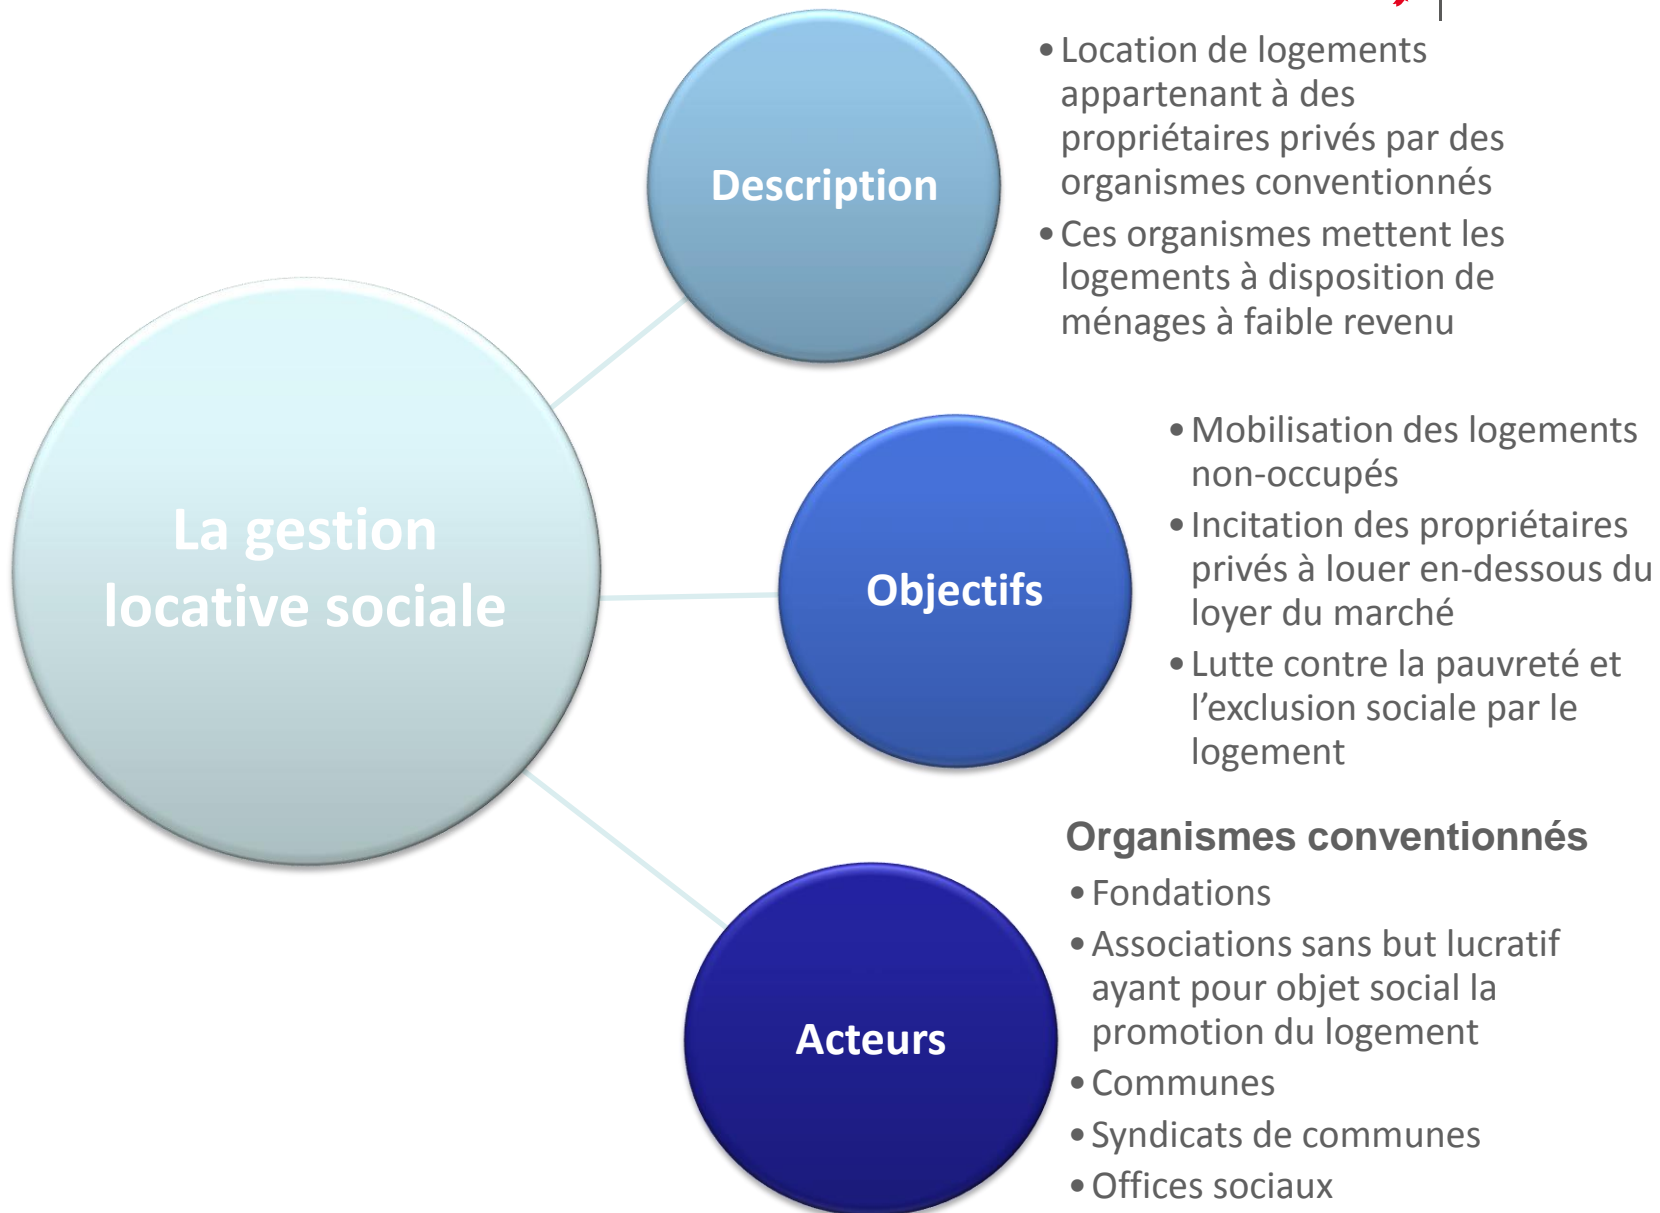 La gestion
locative sociale
Description
• Location de logements
appartenant à des
propriétaires privés par des
organismes conventionnés
• Ces organismes mettent les
logements à disposition de
ménages à faible revenu
Objectifs
• Mobilisation des logements
non-occupés
• Incitation des propriétaires
privés à louer en-dessous du
loyer du marché
• Lutte contre la pauvreté et
l’exclusion sociale par le
logement
Acteurs
Organismes conventionnés
• Fondations
• Associations sans but lucratif
ayant pour objet social la
promotion du logement
• Communes
• Syndicats de communes
• Offices sociaux